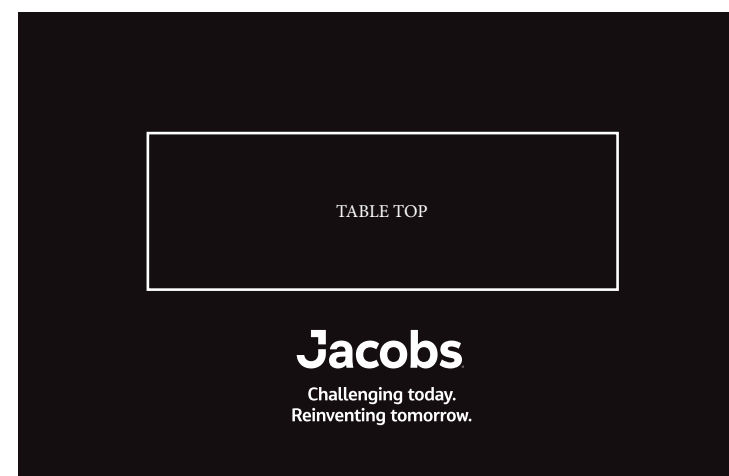 TABLE TOP
Jacobs
Challenging today.
Reinventing tomorrow.